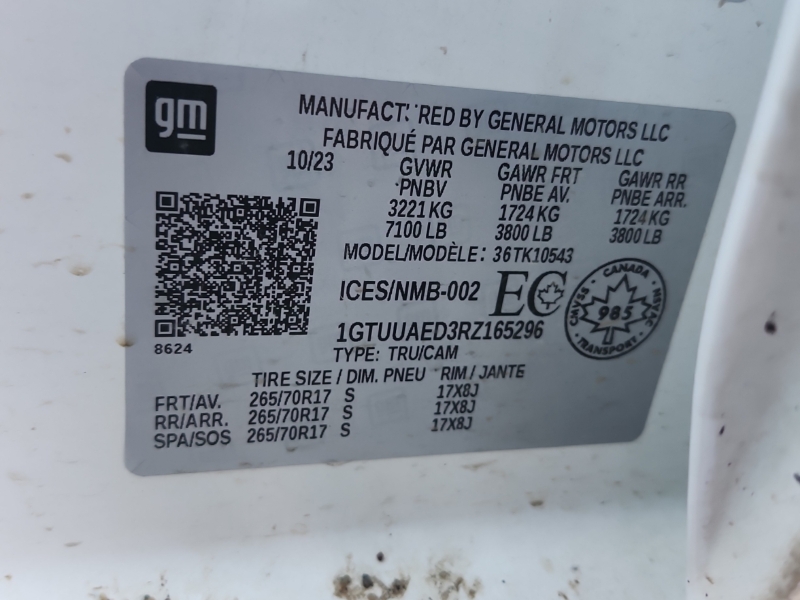 gm
MANUFACTURED BY GENERAL MOTORS LLC
FABRIQUÉ PAR GENERAL MOTORS LLC
10/23 GVWR GAWR FRT GAWR RR
PNBV PNBE AV. PNBE ARR.
3221 KG 1724 KG 1724 KG
7100 LB 3800 LB 3800 LB
MODEL/MODÈLE: 36TK10543
ICES/NMB-002 EC
CANADA
CMVSS 985 NSVAC
TRANSPORT
1GTUUAED3RZ165296
8624
TYPE: TRU/CAM
TIRE SIZE / DIM. PNEU RIM / JANTE
FRT/AV. 265/70R17 S 17X8J
RR/ARR. 265/70R17 S 17X8J
SPA/SOS 265/70R17 S 17X8J